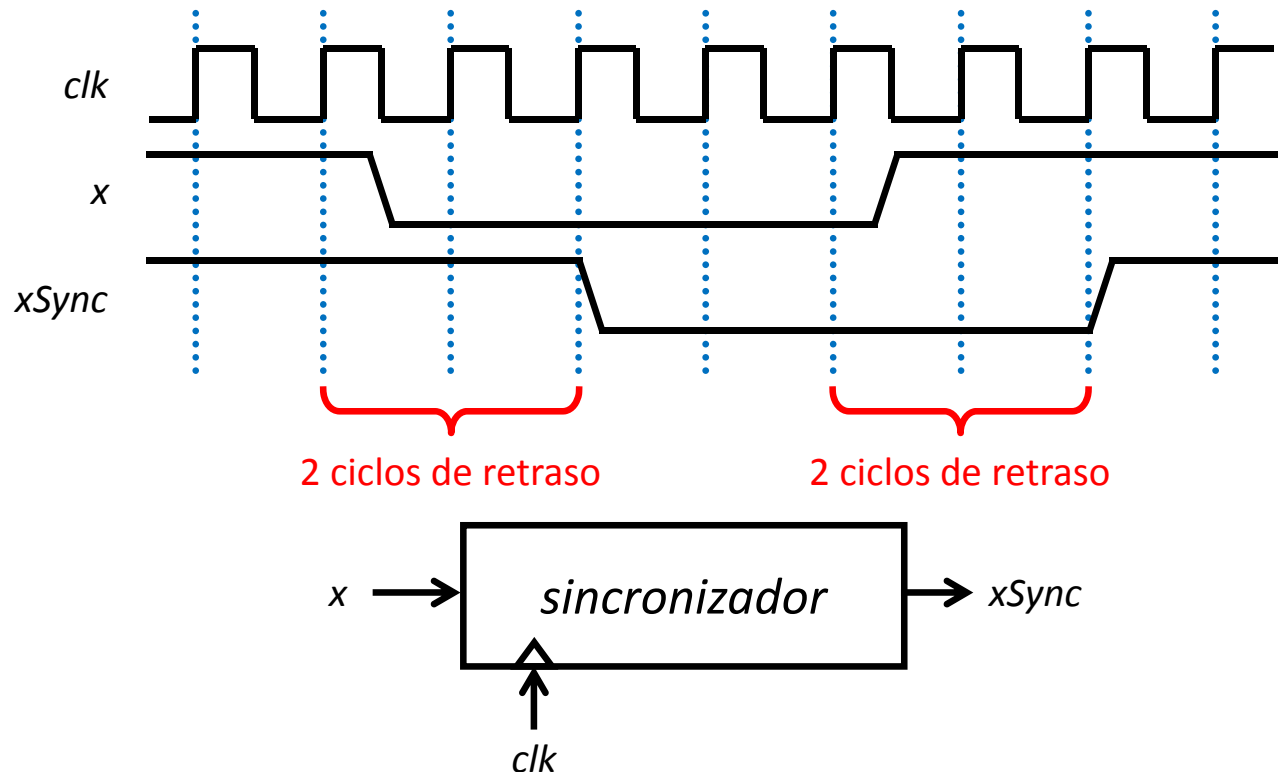 clk
x
xSync
2 ciclos de retraso
2 ciclos de retraso
x
sincronizador
xSync
clk